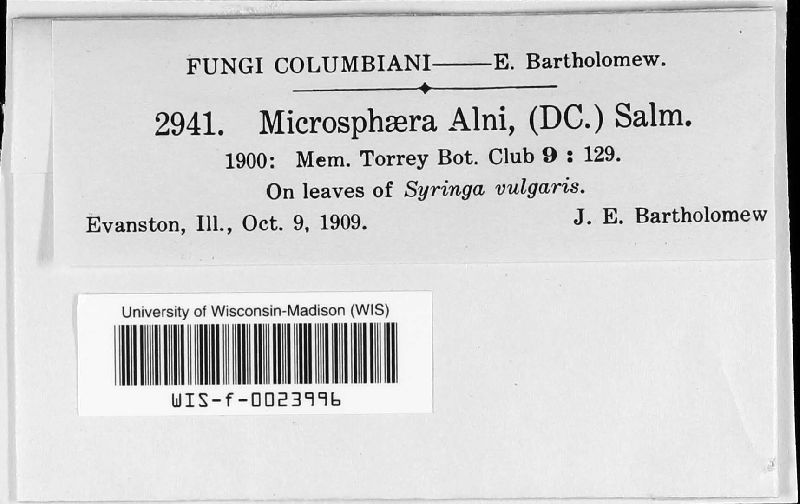 FUNGI COLUMBIANI——E. Bartholomew.
2941. Microsphæra Alni, (DC.) Salm.
1900: Mem. Torrey Bot. Club 9 : 129.
On leaves of Syringa vulgaris.
Evanston, Ill., Oct. 9, 1909. J. E. Bartholomew
University of Wisconsin-Madison (WIS)
WIS-f-0023996